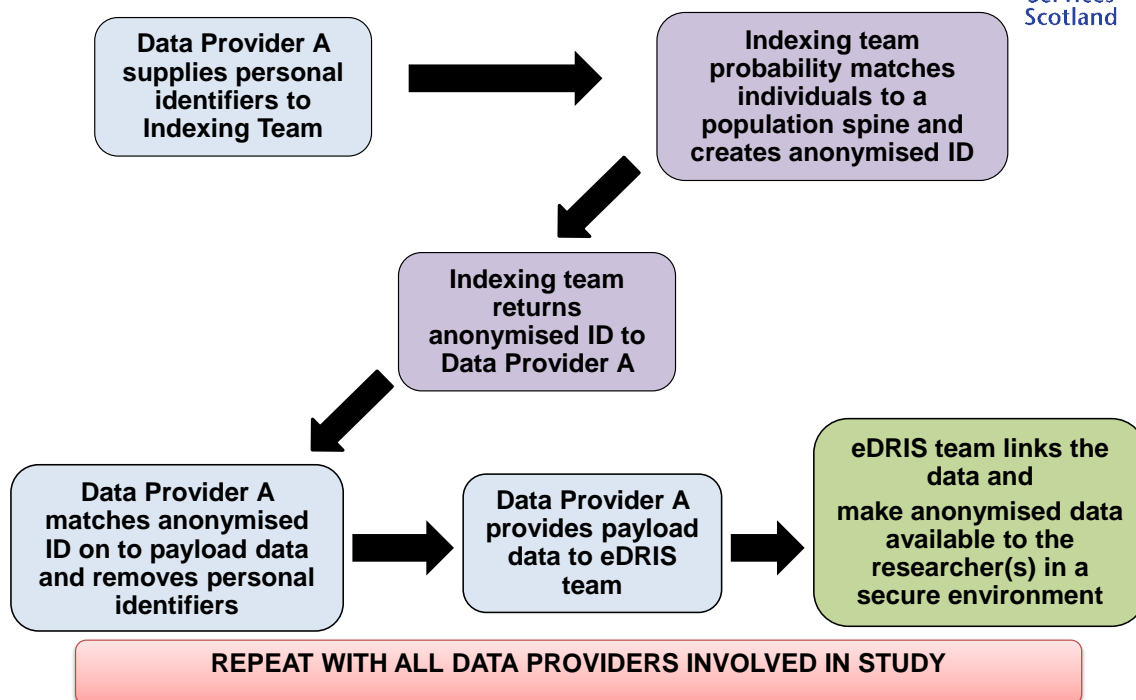 Scotland
Data Provider A
supplies personal
identifiers to
Indexing Team
Indexing team
probability matches
individuals to a
population spine and
creates anonymised ID
Indexing team
returns
anonymised ID to
Data Provider A
Data Provider A
matches anonymised
ID on to payload data
and removes personal
identifiers
Data Provider A
provides payload
data to eDRIS
team
eDRIS team links the
data and
make anonymised data
available to the
researcher(s) in a
secure environment
REPEAT WITH ALL DATA PROVIDERS INVOLVED IN STUDY